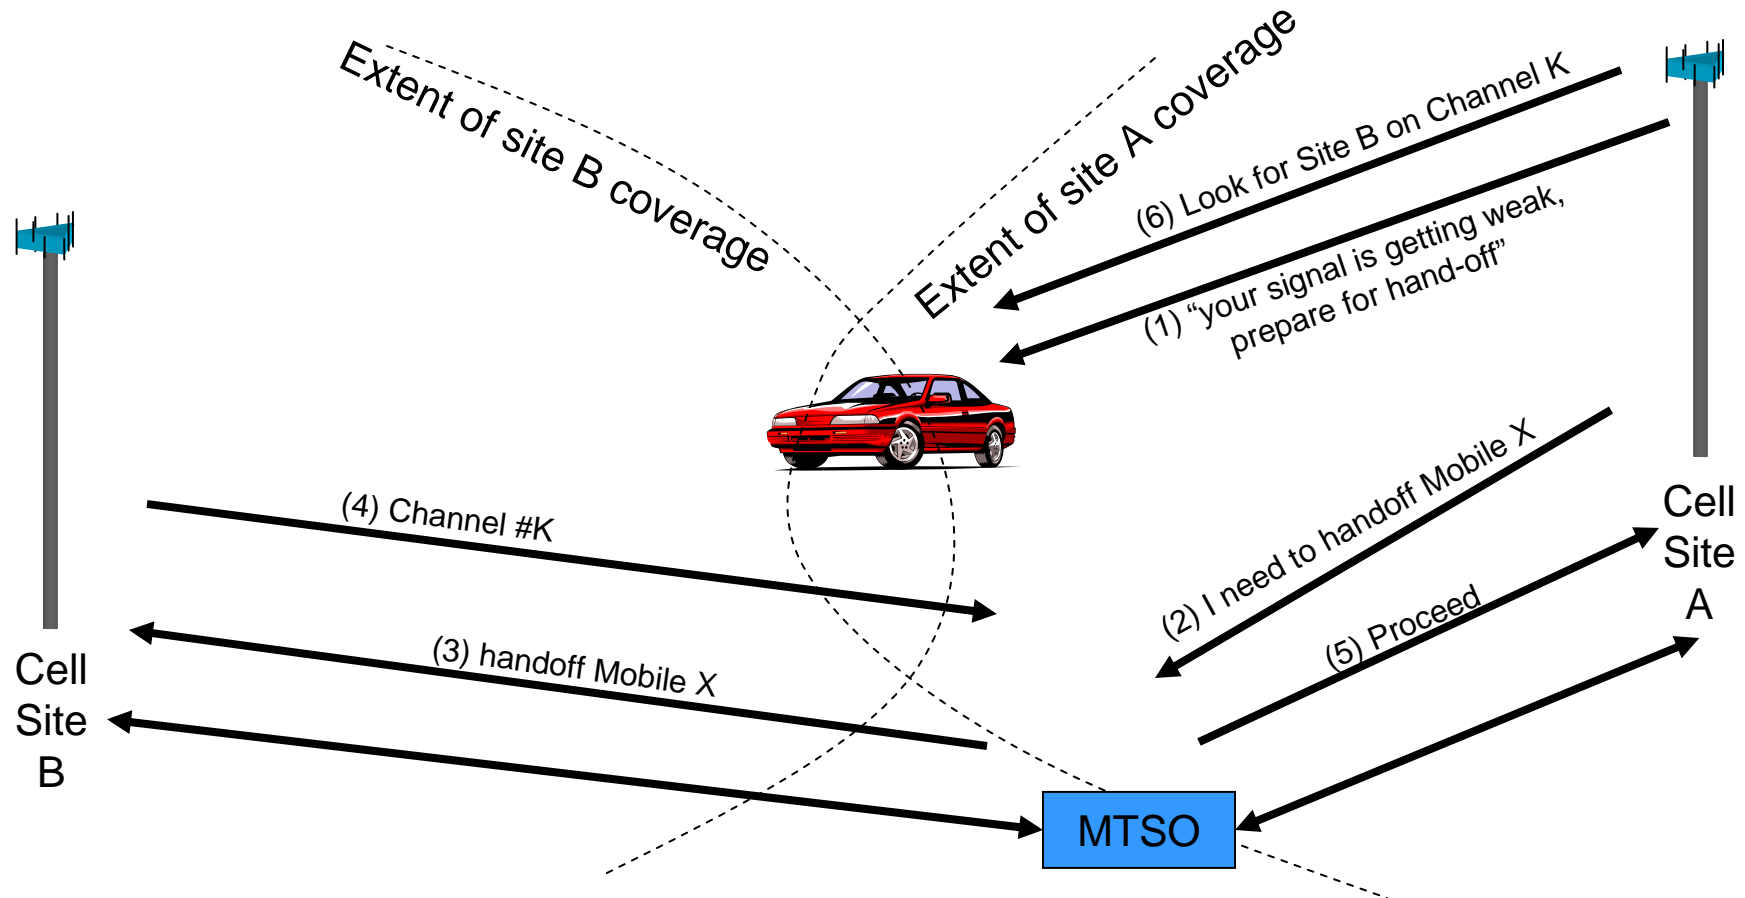 Extent of site B coverage
Extent of site A coverage
(6) Look for Site B on Channel K
(1) “your signal is getting weak,
prepare for hand-off”
(2) I need to handoff Mobile X
(5) Proceed
(4) Channel #K
(3) handoff Mobile X
Cell
Site
B
Cell
Site
A
MTSO